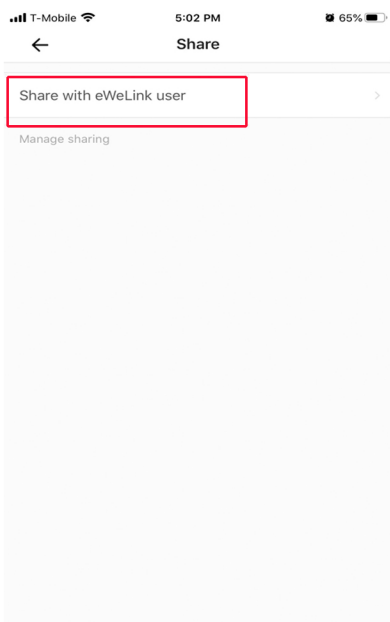 T-Mobile 5:02 PM 65%
Share
Share with eWeLink user
Manage sharing